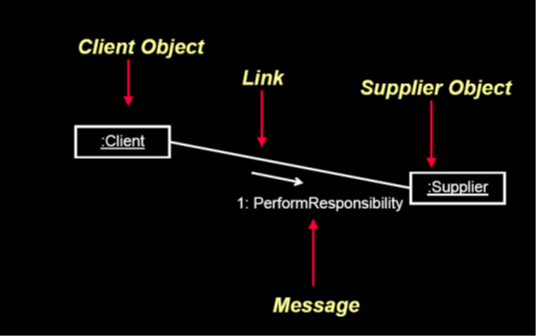 Client Object
Link
Supplier Object
:Client
:Supplier
1: PerformResponsibility
Message